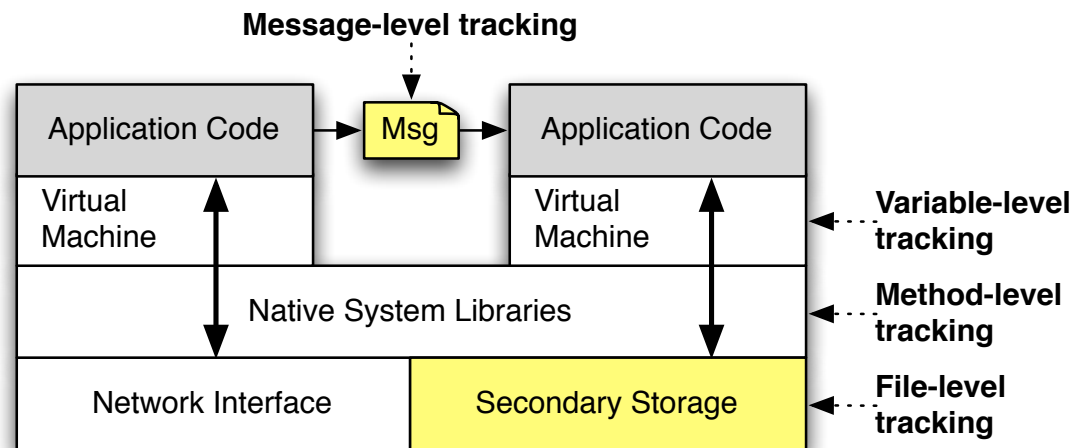 Message-level tracking
Application Code
Msg
Application Code
Virtual
Machine
Virtual
Machine
Variable-level
tracking
Native System Libraries
Method-level
tracking
Network Interface
Secondary Storage
File-level
tracking